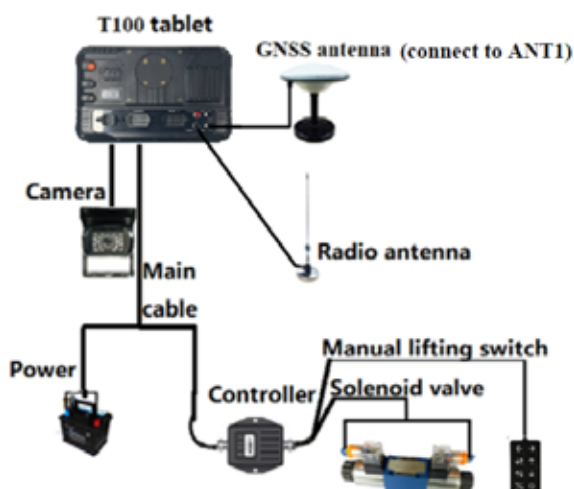 T100 tablet
GNSS antenna (connect to ANT1)
Camera
Radio antenna
Main
cable
Manual lifting switch
Power
Controller
Solenoid valve